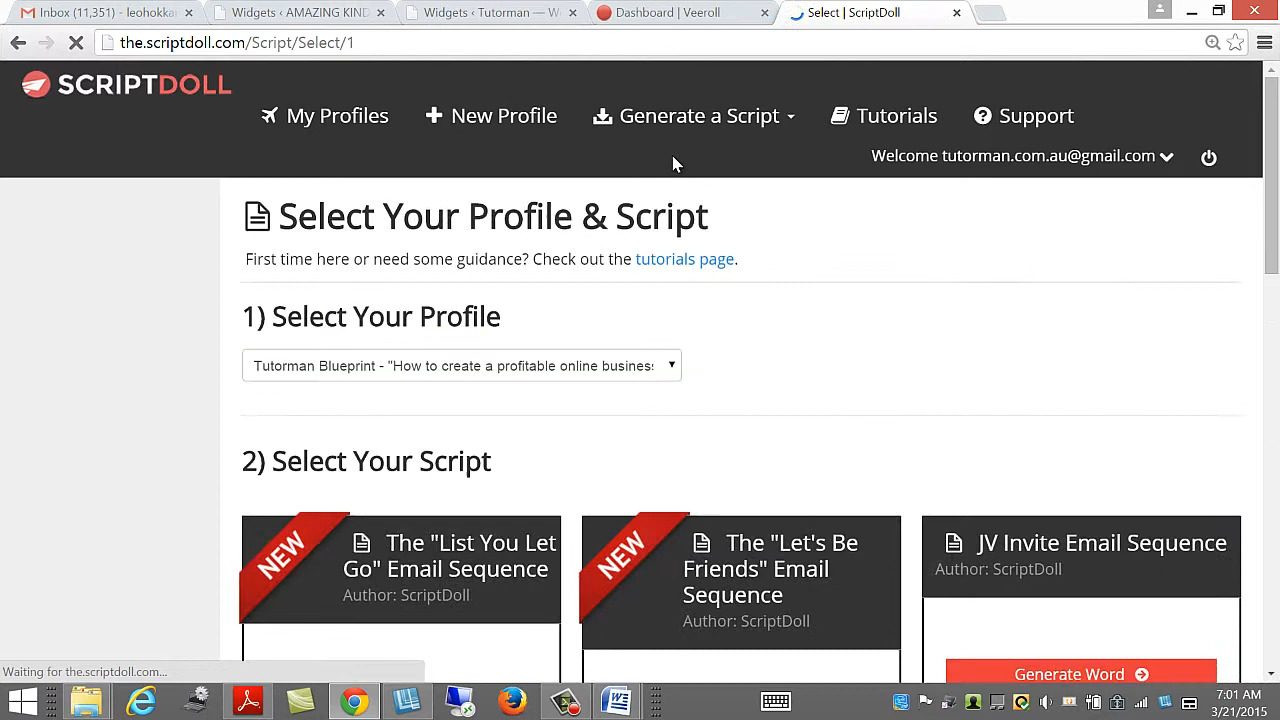 Inbox (11,351) - leohokkan
Widgets ‹ AMAZING KIND
Widgets ‹ Tutorman — W
Dashboard | Veeroll
Select | ScriptDoll
the.scriptdoll.com/Script/Select/1
SCRIPTDOLL
My Profiles
New Profile
Generate a Script
Tutorials
Support
Welcome tutorman.com.au@gmail.com
Select Your Profile & Script
First time here or need some guidance? Check out the tutorials page.
1) Select Your Profile
Tutorman Blueprint - "How to create a profitable online busines
2) Select Your Script
NEW
The "List You Let
Go" Email Sequence
Author: ScriptDoll
NEW
The "Let's Be
Friends" Email
Sequence
Author: ScriptDoll
JV Invite Email Sequence
Author: ScriptDoll
Generate Word
Waiting for the.scriptdoll.com...
7:01 AM
3/21/2015